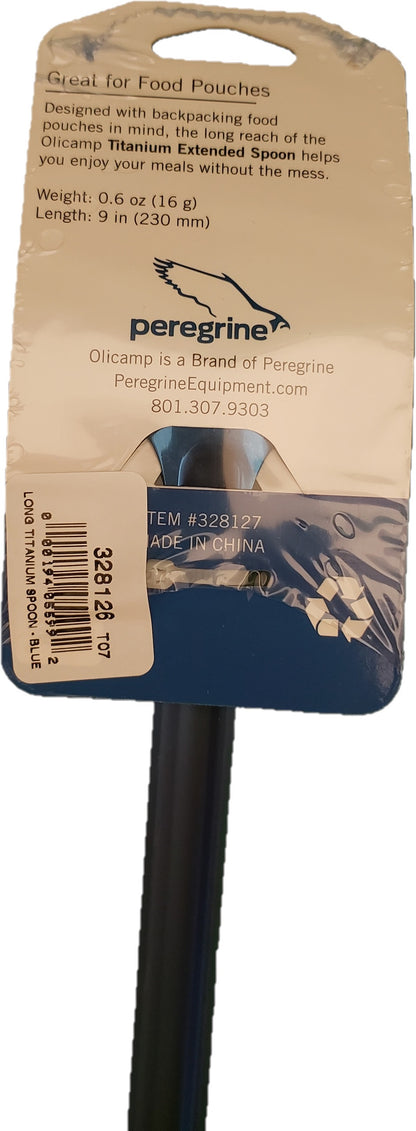 Great for Food Pouches
Designed with backpacking food
pouches in mind, the long reach of the
Olicamp Titanium Extended Spoon helps
you enjoy your meals without the mess.
Weight: 0.6 oz (16 g)
Length: 9 in (230 mm)
peregrine
Olicamp is a Brand of Peregrine
PeregrineEquipment.com
801.307.9303
ITEM #328127
MADE IN CHINA
328126 T07
LONG TITANIUM SPOON - BLUE